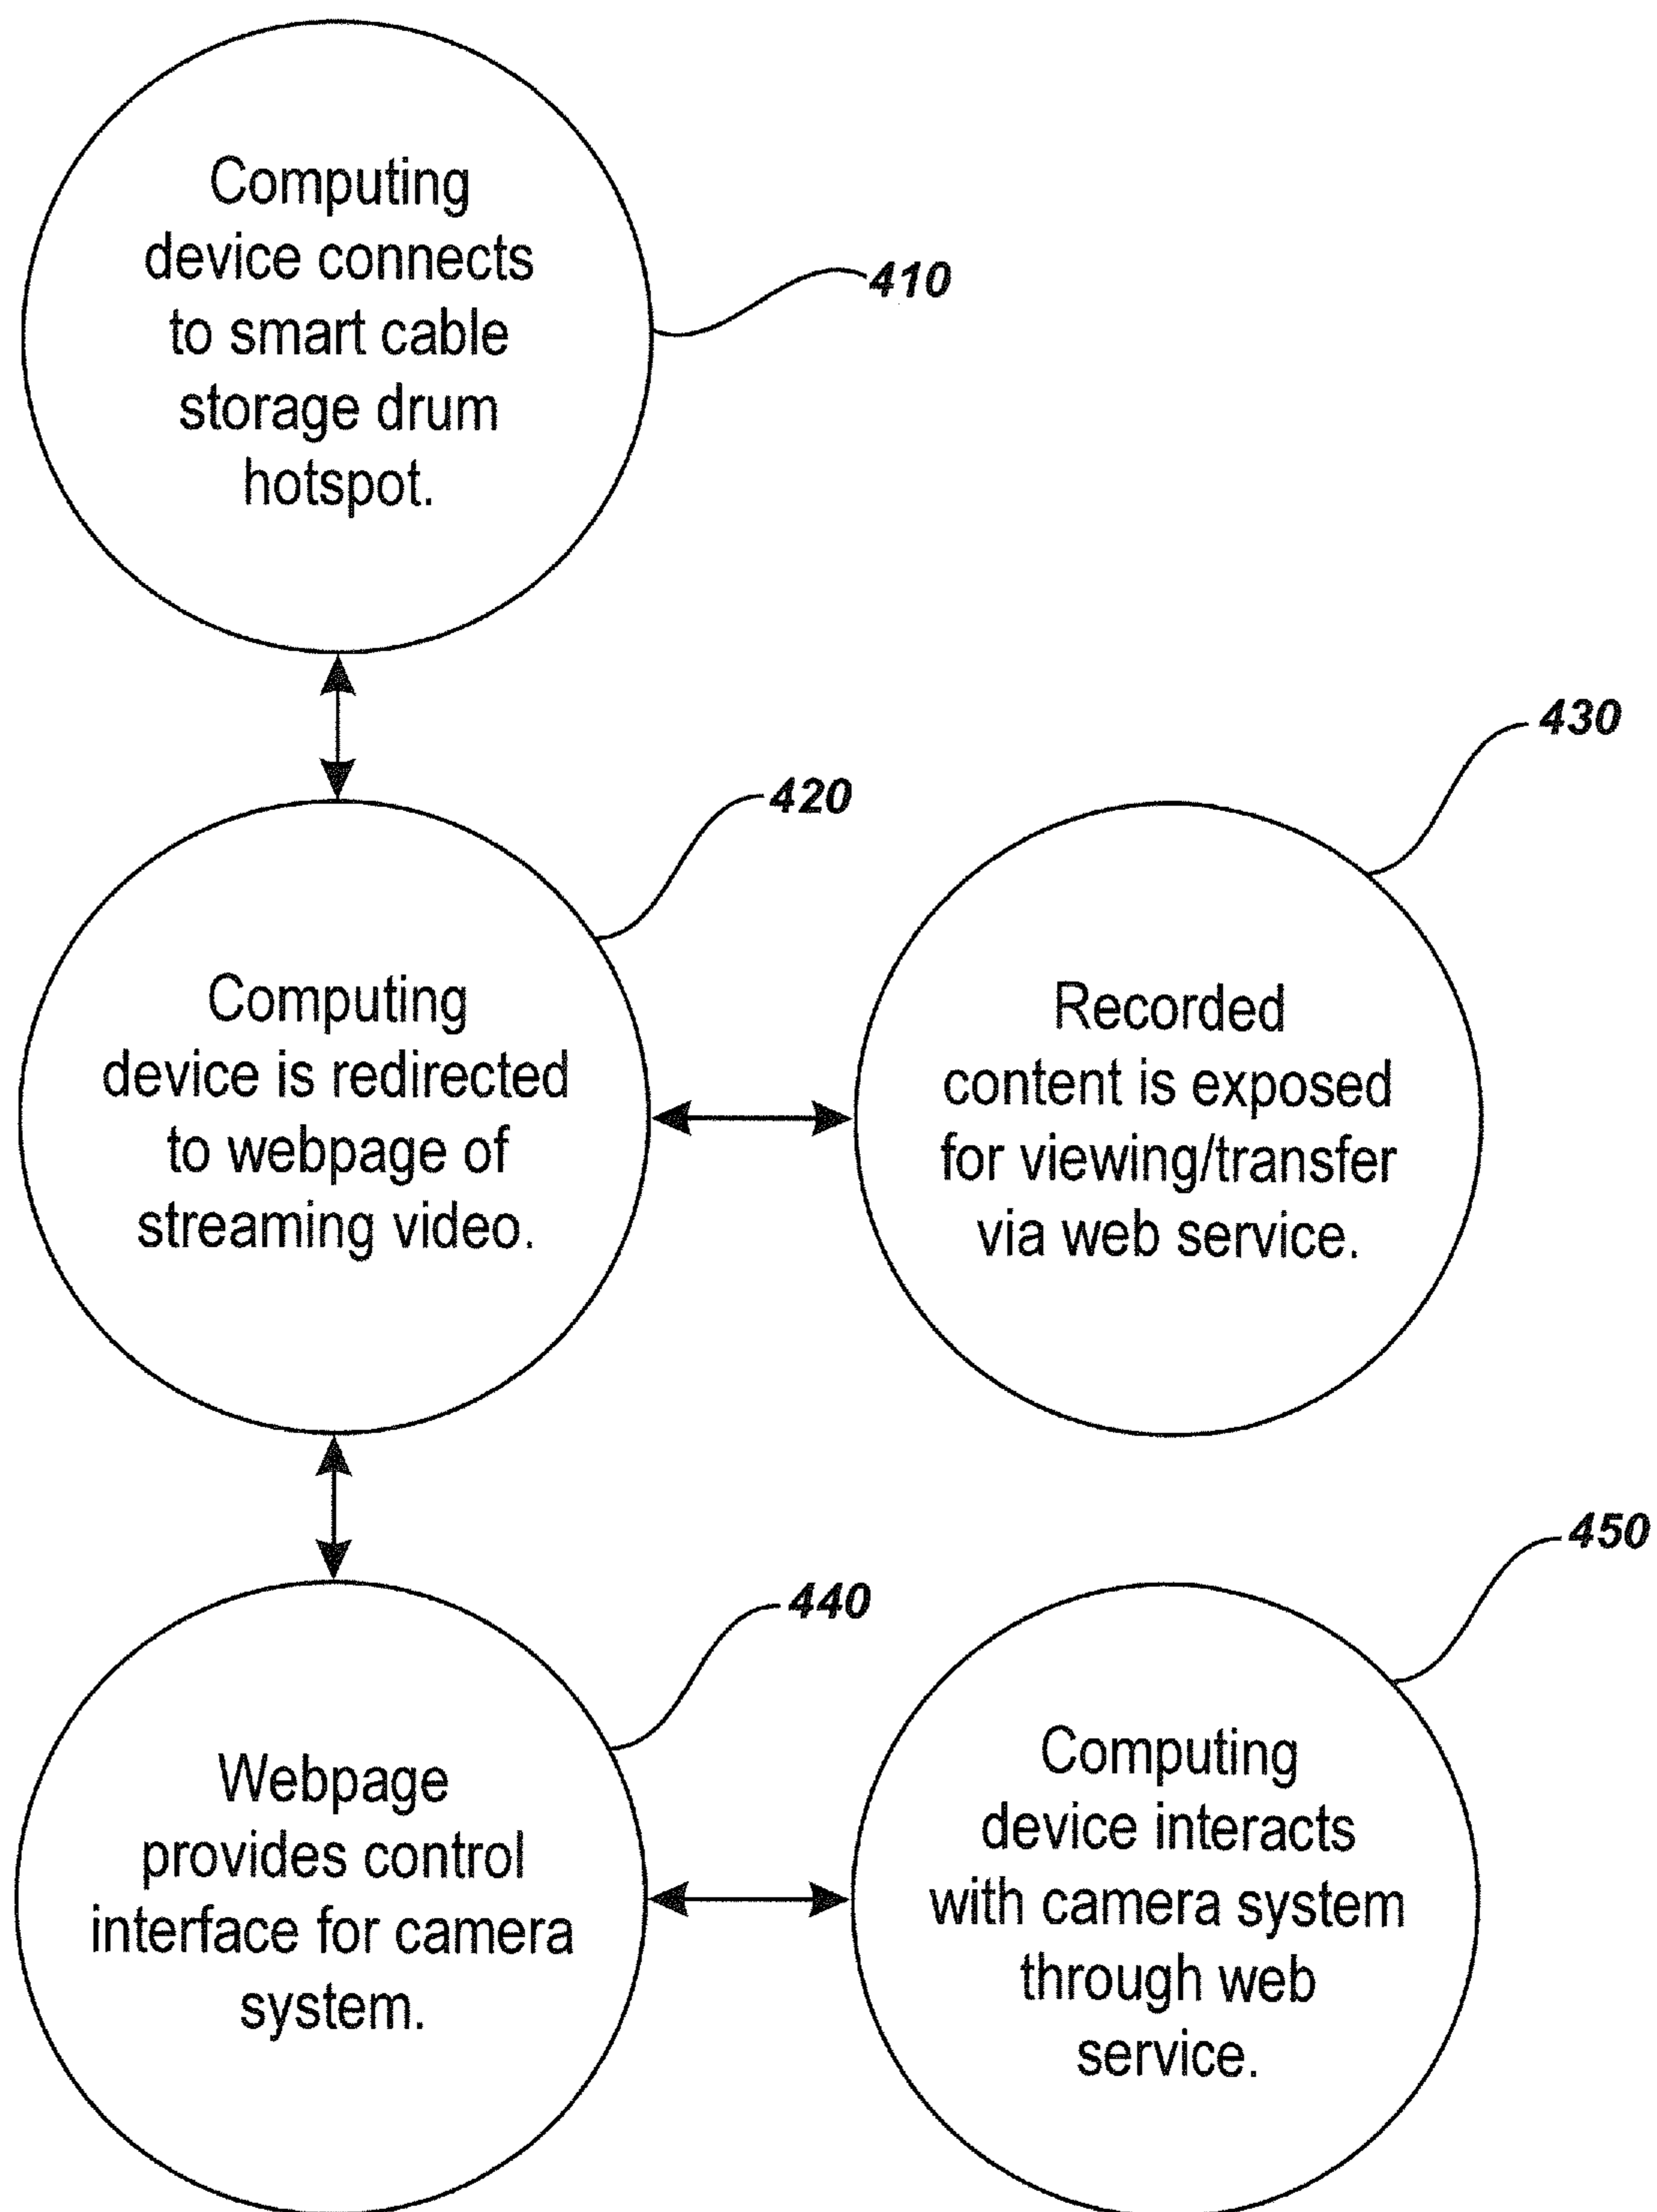 Computing
device connects
to smart cable
storage drum
hotspot.
410
420
Computing
device is redirected
to webpage of
streaming video.
430
Recorded
content is exposed
for viewing/transfer
via web service.
440
Webpage
provides control
interface for camera
system.
450
Computing
device interacts
with camera system
through web
service.